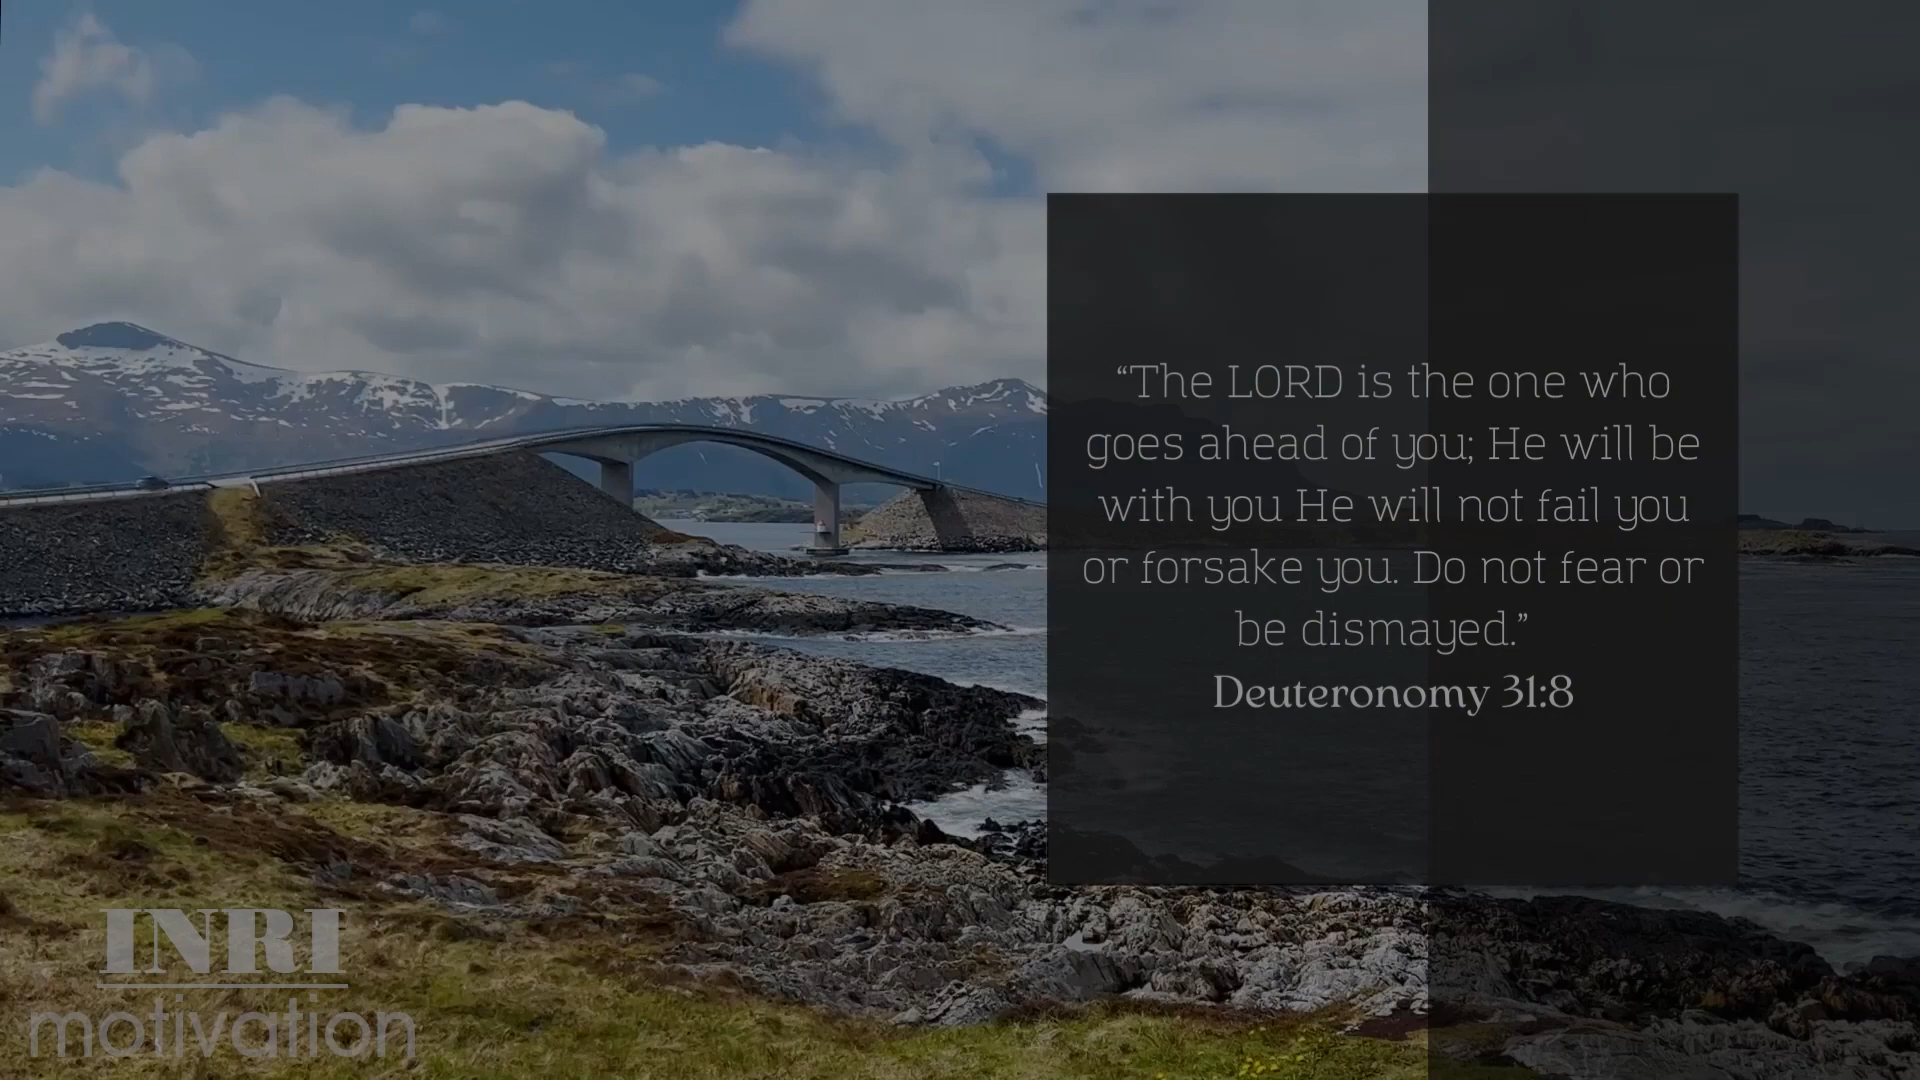 “The LORD is the one who
goes ahead of you; He will be
with you He will not fail you
or forsake you. Do not fear or
be dismayed.”
Deuteronomy 31:8
INRI
motivation